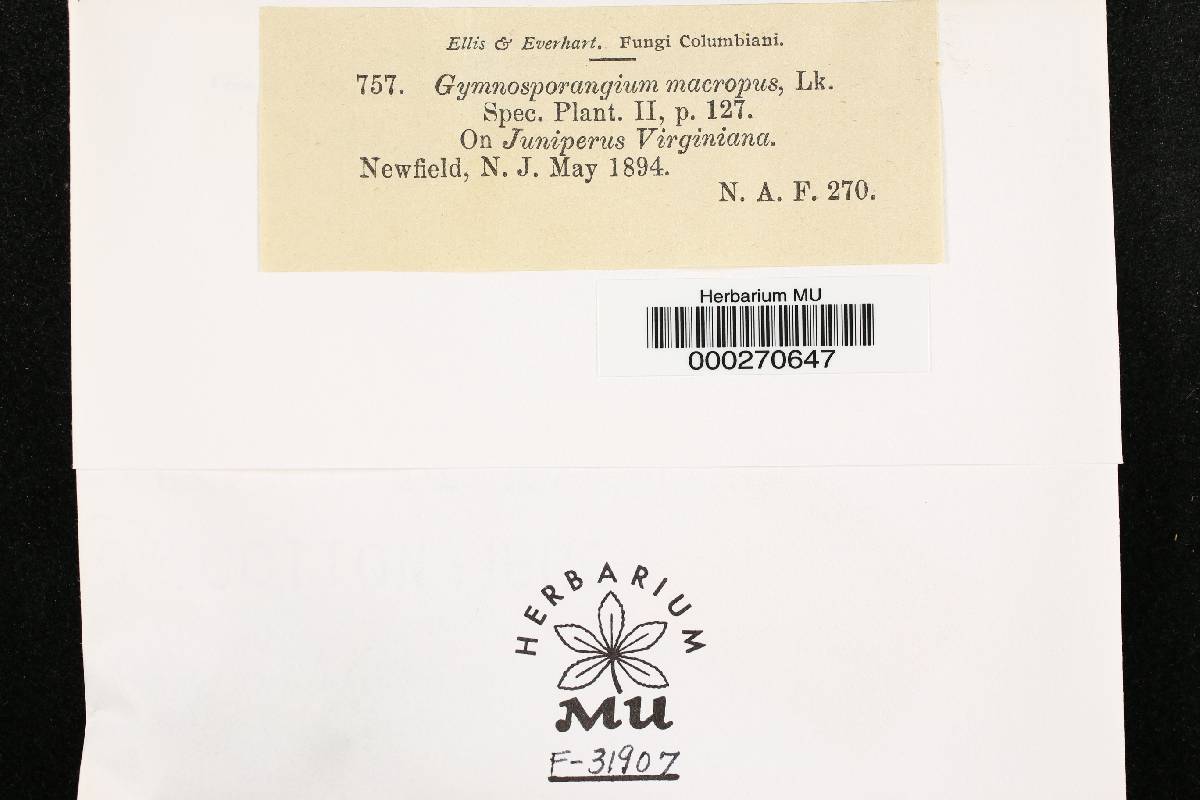 Ellis & Everhart. Fungi Columbiani.
757. Gymnosporangium macropus, Lk.
Spec. Plant. II, p. 127.
On Juniperus Virginiana.
Newfield, N. J. May 1894.
N. A. F. 270.
Herbarium MU
000270647
HERBARIUM
MU
F-31907